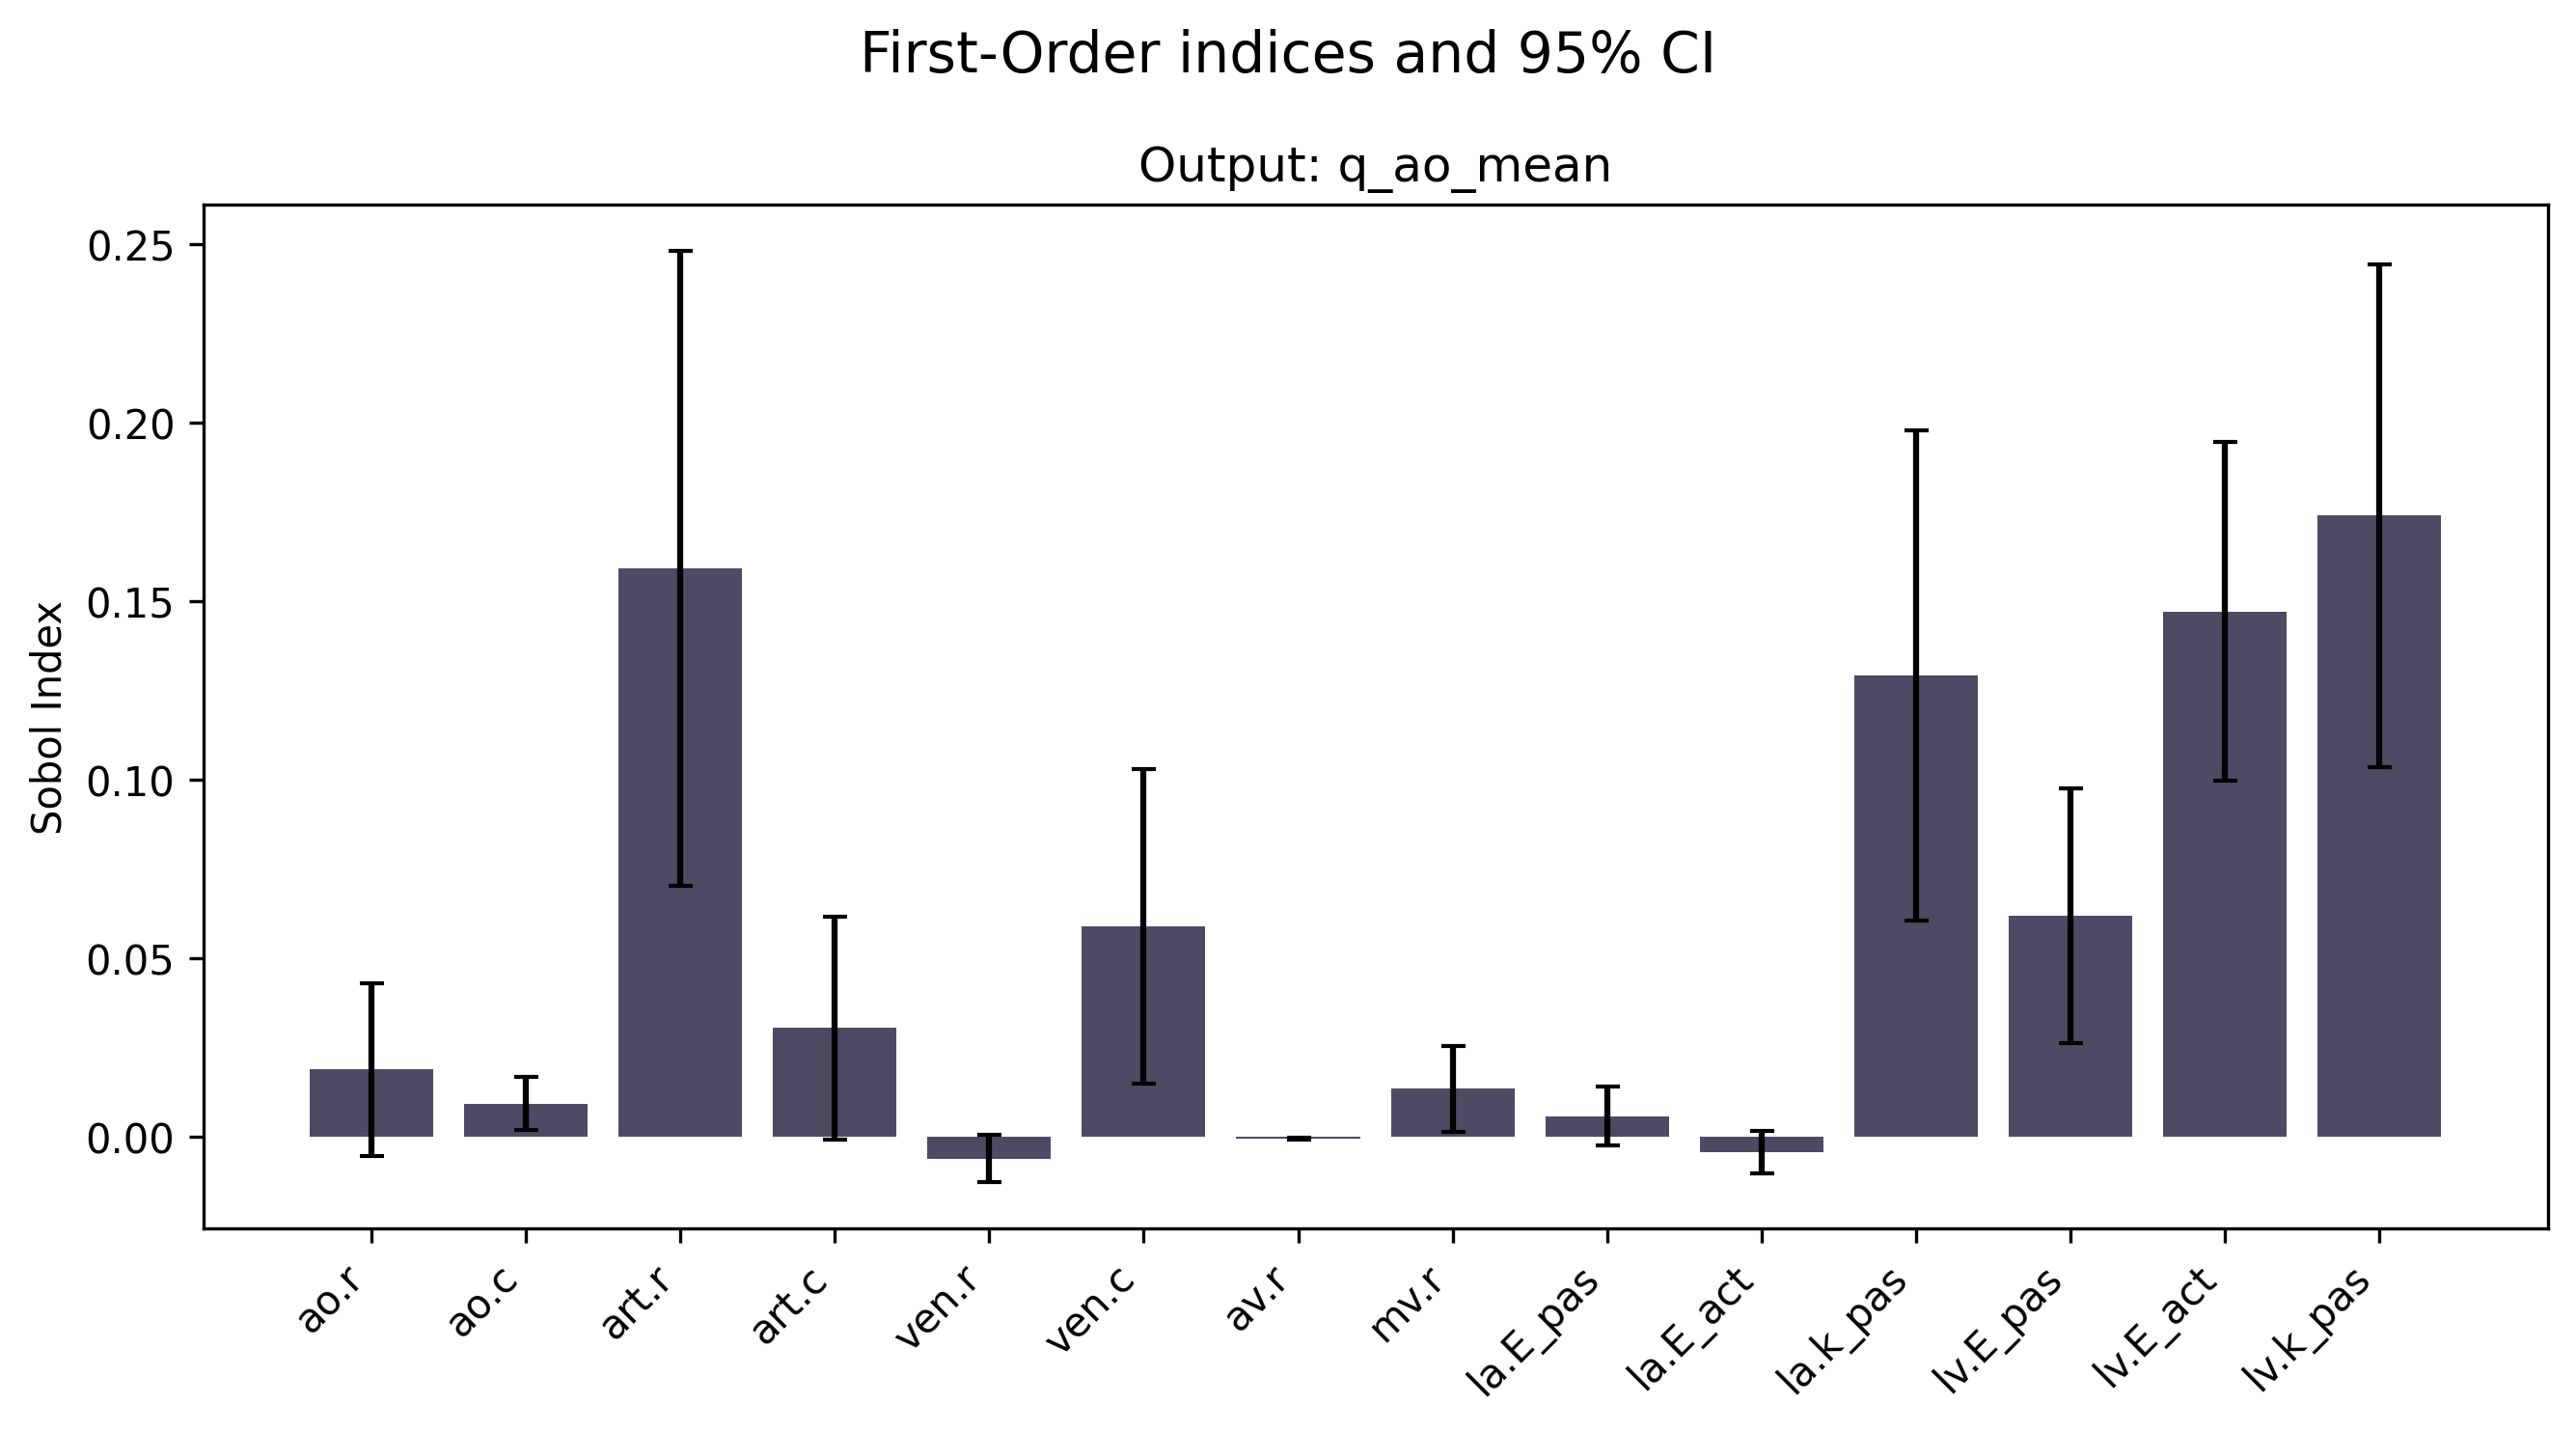 First-Order indices and 95% CI
Output: q_ao_mean
Sobol Index
0.25
0.20
0.15
0.10
0.05
0.00
ao.r
ao.c
art.r
art.c
ven.r
ven.c
av.r
mv.r
la.E_pas
la.E_act
la.k_pas
lv.E_pas
lv.E_act
lv.k_pas